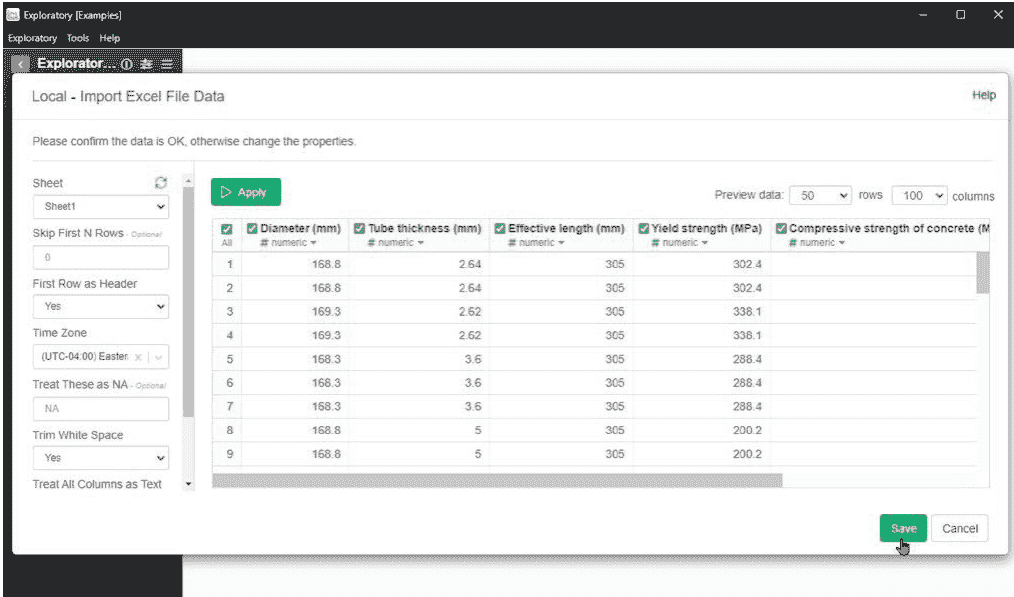 Exploratory [Examples]
Exploratory Tools Help
Explorator...
Local - Import Excel File Data
Help
Please confirm the data is OK, otherwise change the properties.
Sheet
Sheet1
Skip First N Rows - Optional
0
First Row as Header
Yes
Time Zone
(UTC-04:00) Easter
Treat These as NA - Optional
NA
Trim White Space
Yes
Treat All Columns as Text
Apply
Preview data: 50 rows 100 columns
All Diameter (mm) Tube thickness (mm) Effective length (mm) Yield strength (MPa) Compressive strength of concrete (M
# numeric # numeric # numeric # numeric # numeric
1 168.8 2.64 305 302.4
2 168.8 2.64 305 302.4
3 169.3 2.62 305 338.1
4 169.3 2.62 305 338.1
5 168.3 3.6 305 288.4
6 168.3 3.6 305 288.4
7 168.3 3.6 305 288.4
8 168.8 5 305 200.2
9 168.8 5 305 200.2
Save Cancel